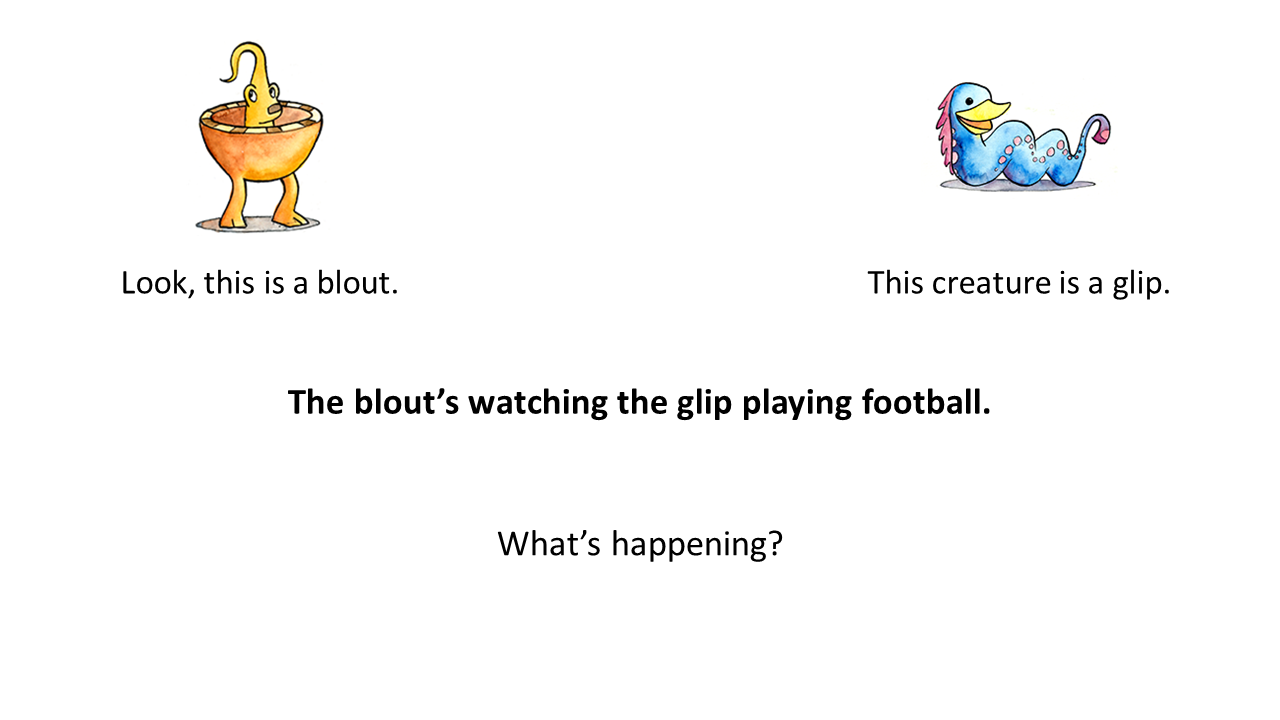 Look, this is a blout.
This creature is a glip.
The blout’s watching the glip playing football.
What’s happening?